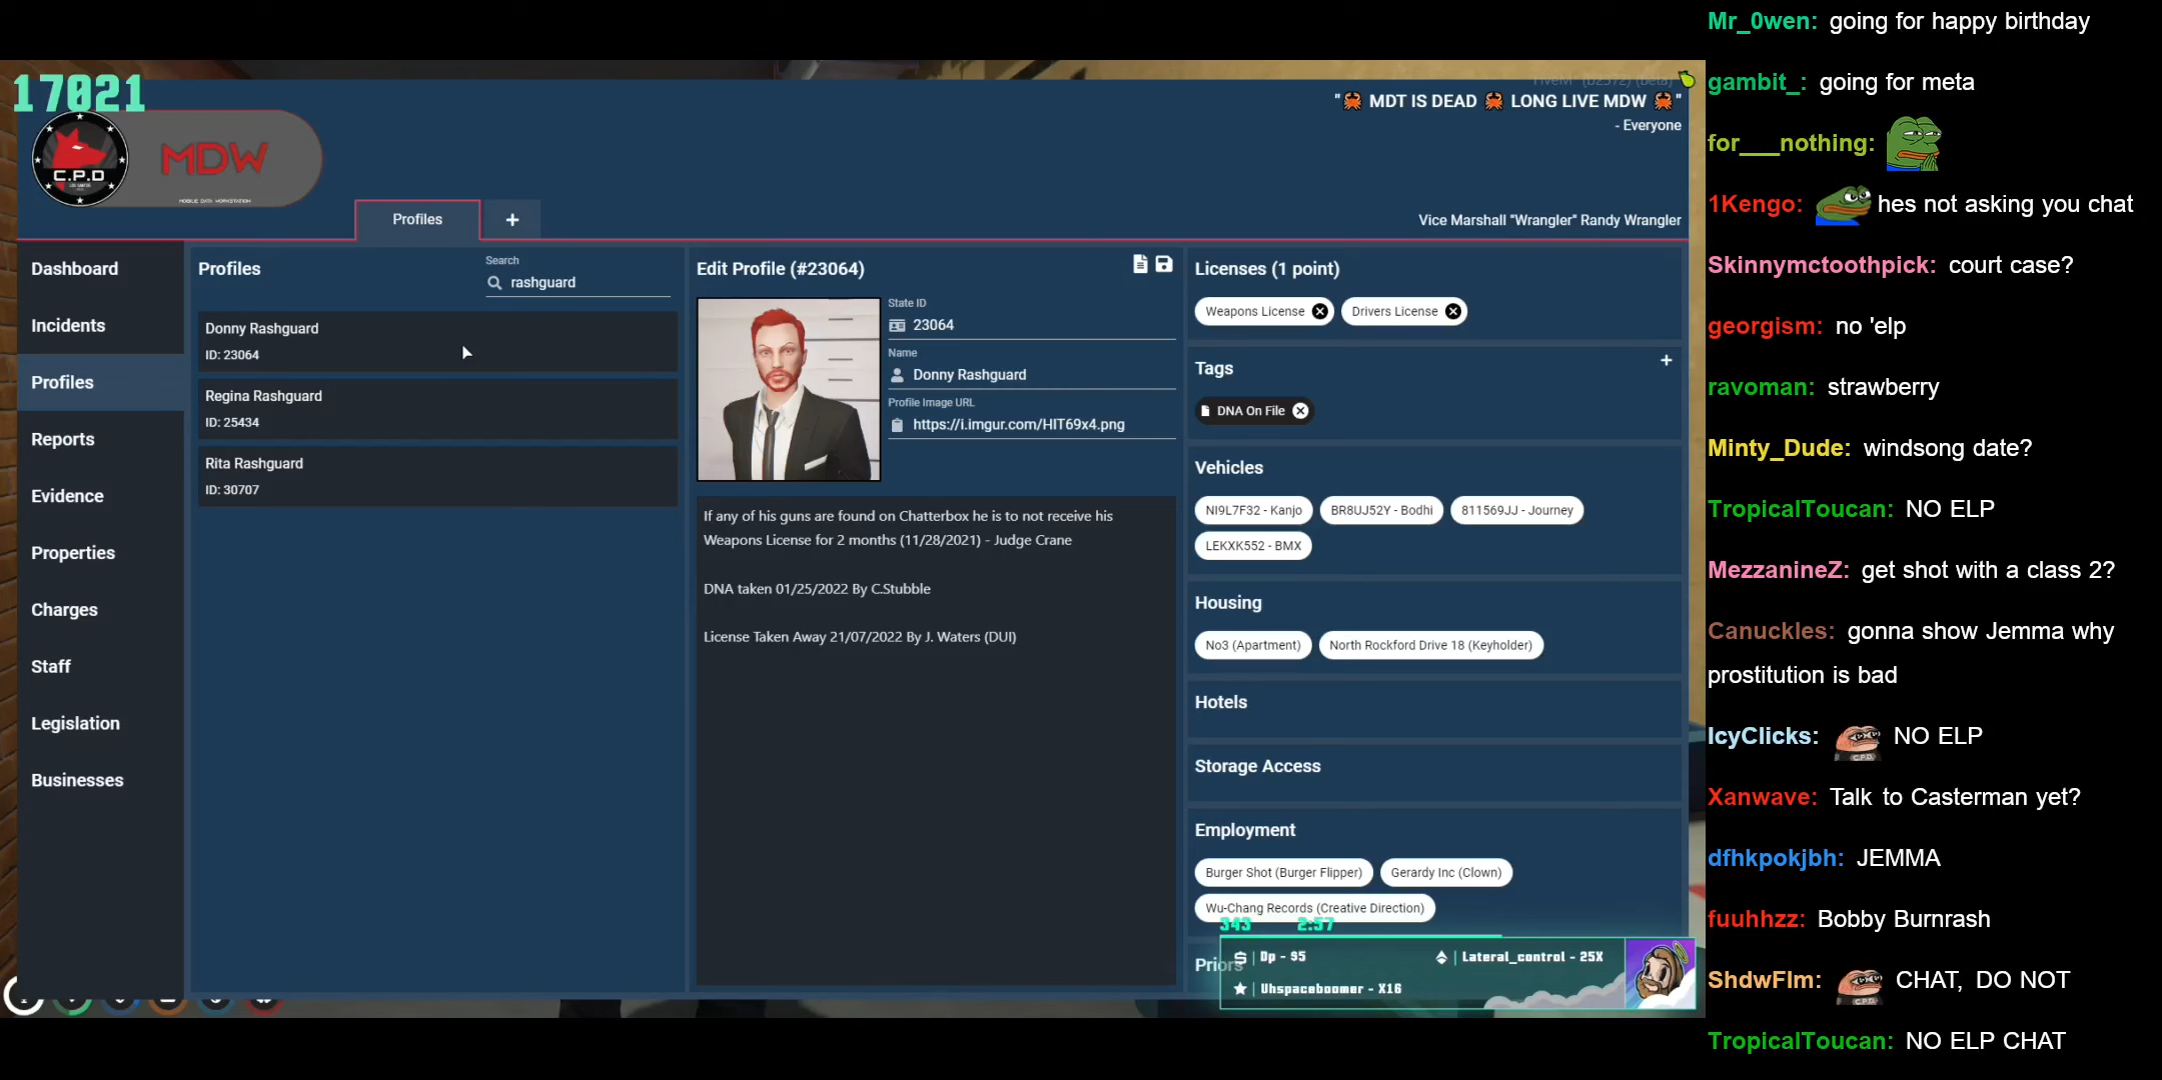 17021
C.P.D
LOS SANTOS
MDW
MOBILE DATA WORKSTATION
" MDT IS DEAD LONG LIVE MDW "
- Everyone
Profiles
+
Vice Marshall "Wrangler" Randy Wrangler
Dashboard
Incidents
Profiles
Reports
Evidence
Properties
Charges
Staff
Legislation
Businesses
Profiles
Search
rashguard
Donny Rashguard
ID: 23064
Regina Rashguard
ID: 25434
Rita Rashguard
ID: 30707
Edit Profile (#23064)
State ID
23064
Name
Donny Rashguard
Profile Image URL
https://i.imgur.com/HIT69x4.png
If any of his guns are found on Chatterbox he is to not receive his
Weapons License for 2 months (11/28/2021) - Judge Crane
DNA taken 01/25/2022 By C.Stubble
License Taken Away 21/07/2022 By J. Waters (DUI)
Licenses (1 point)
Weapons License Drivers License
Tags
+
DNA On File
Vehicles
NI9L7F32 - Kanjo BR8UJ52Y - Bodhi 811569JJ - Journey
LEKXK552 - BMX
Housing
No3 (Apartment) North Rockford Drive 18 (Keyholder)
Hotels
Storage Access
Employment
Burger Shot (Burger Flipper) Gerardy Inc (Clown)
Wu-Chang Records (Creative Direction)
Priors
343 2:57
Dp - 95 Lateral_control - 25X
Uhspaceboomer - X16
Mr_0wen: going for happy birthday
gambit_: going for meta
for___nothing:
1Kengo: hes not asking you chat
Skinnymctoothpick: court case?
georgism: no 'elp
ravoman: strawberry
Minty_Dude: windsong date?
TropicalToucan: NO ELP
MezzanineZ: get shot with a class 2?
Canuckles: gonna show Jemma why
prostitution is bad
IcyClicks: NO ELP
Xanwave: Talk to Casterman yet?
dfhkpokjbh: JEMMA
fuuhhzz: Bobby Burnrash
ShdwFlm: CHAT, DO NOT
TropicalToucan: NO ELP CHAT